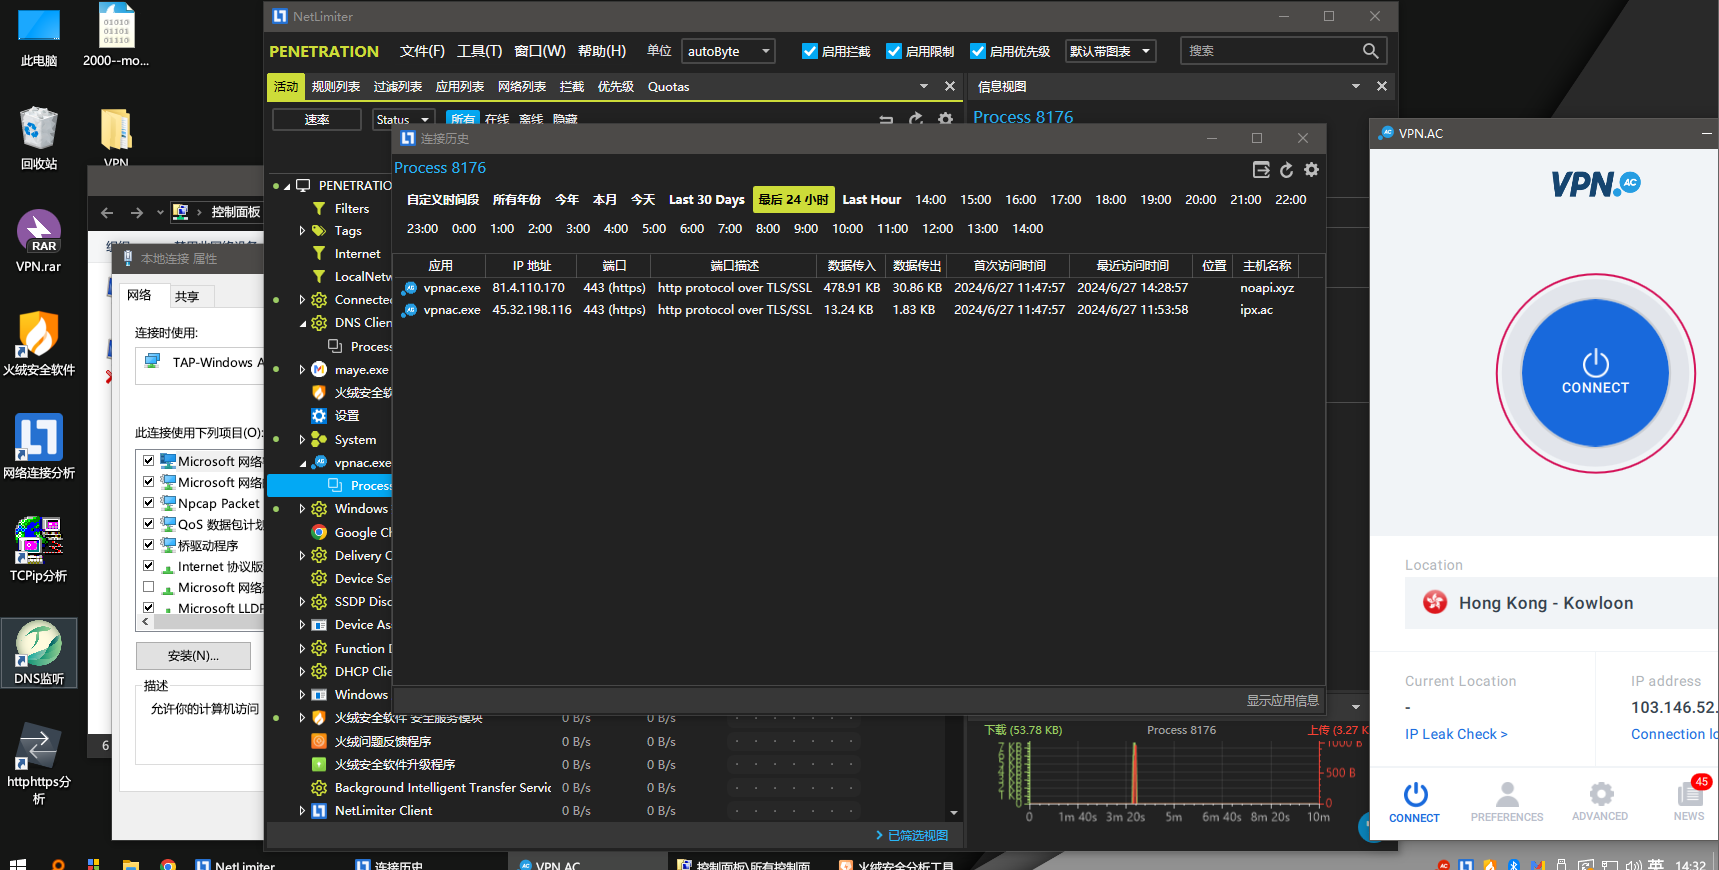 此电脑
2000--mo...
回收站
VPN
RAR
VPN.rar
火绒安全软件
网络连接分析
TCPip分析
DNS监听
httphttps分
析
控制面板
本地连接 属性
网络
共享
连接时使用:
TAP-Windows A
此连接使用下列项目(O):
Microsoft 网络
Microsoft 网络
Npcap Packet
QoS 数据包计划
桥驱动程序
Internet 协议版
Microsoft 网络
Microsoft LLDP
安装(N)...
描述
允许你的计算机访问
6
NetLimiter
PENETRATION
文件(F)
工具(T)
窗口(W)
帮助(H)
单位
autoByte
启用拦截
启用限制
启用优先级
默认带图表
搜索
活动
规则列表
过滤列表
应用列表
网络列表
拦截
优先级
Quotas
信息视图
速率
Status
所有
在线
离线
隐藏
Process 8176
PENETRATIO
Filters
Tags
Internet
LocalNetw
Connected
DNS Clien
Process
maye.exe
火绒安全软
设置
System
vpnac.exe
Process
Windows
Google Ch
Delivery O
Device Se
SSDP Disc
Device As
Function D
DHCP Clie
Windows
火绒安全软件 安全服务模块 0 B/s 0 B/s
火绒问题反馈程序 0 B/s 0 B/s
火绒安全软件升级程序 0 B/s 0 B/s
Background Intelligent Transfer Servic 0 B/s 0 B/s
NetLimiter Client 0 B/s 0 B/s
已筛选视图
连接历史
Process 8176
自定义时间段 所有年份 今年 本月 今天 Last 30 Days 最后 24 小时 Last Hour 14:00 15:00 16:00 17:00 18:00 19:00 20:00 21:00 22:00
23:00 0:00 1:00 2:00 3:00 4:00 5:00 6:00 7:00 8:00 9:00 10:00 11:00 12:00 13:00 14:00
应用 IP 地址 端口 端口描述 数据传入 数据传出 首次访问时间 最近访问时间 位置 主机名称
vpnac.exe 81.4.110.170 443 (https) http protocol over TLS/SSL 478.91 KB 30.86 KB 2024/6/27 11:47:57 2024/6/27 14:28:57 noapi.xyz
vpnac.exe 45.32.198.116 443 (https) http protocol over TLS/SSL 13.24 KB 1.83 KB 2024/6/27 11:47:57 2024/6/27 11:53:58 ipx.ac
显示应用信息
下载 (53.78 KB)
Process 8176
上传 (3.27 K
7 KB
1000 B
500 B
0
0 1m 40s 3m 20s 5m 6m 40s 8m 20s 10m
VPN.AC
VPN.AC
CONNECT
Location
Hong Kong - Kowloon
Current Location
-
IP Leak Check >
IP address
103.146.52.
Connection lo
CONNECT
PREFERENCES
ADVANCED
45
NEWS
NetLimiter
连接历史
VPN.AC
控制面板\所有控制面
火绒安全分析工具
英
14:32